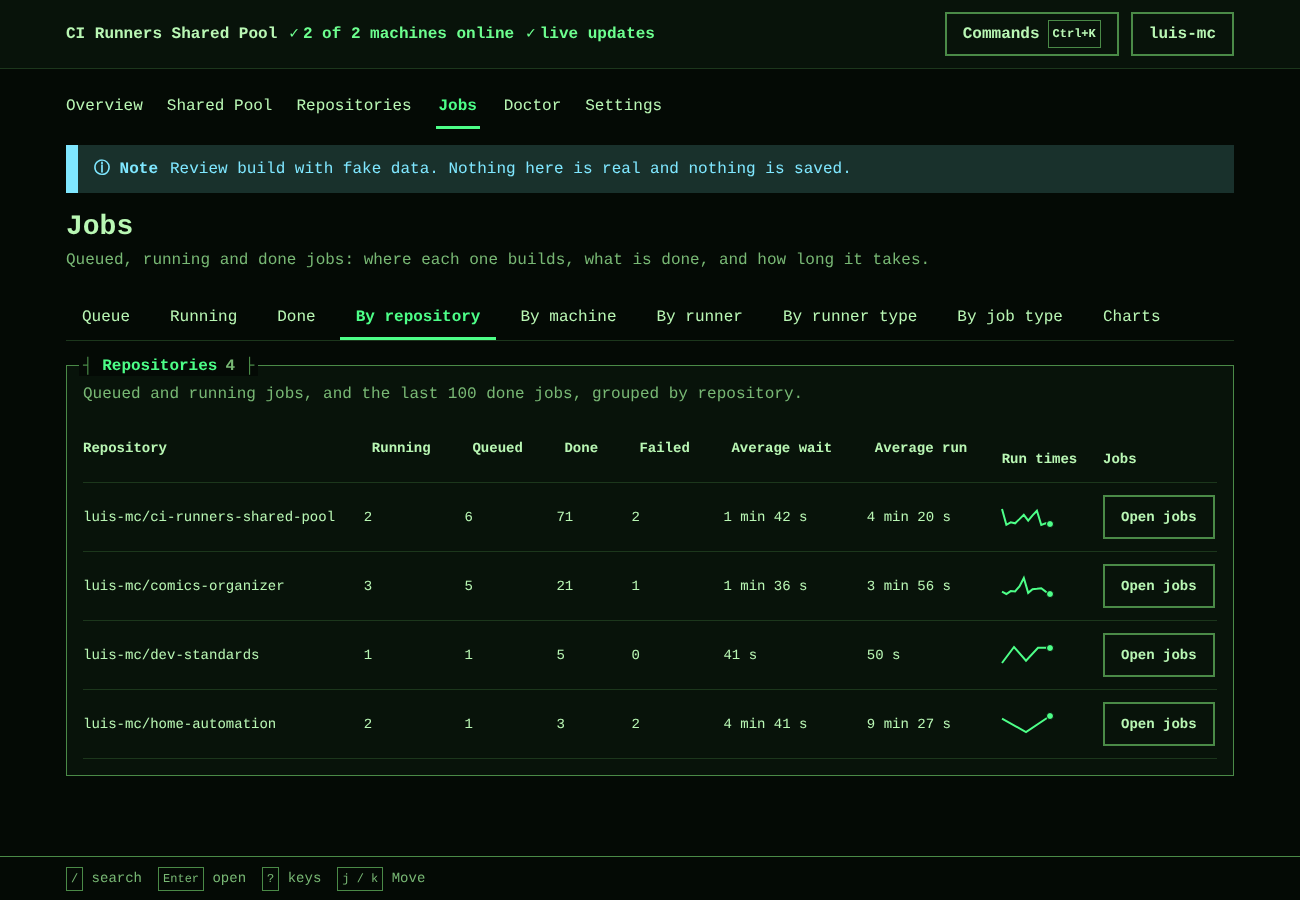 CI Runners Shared Pool ✓ 2 of 2 machines online ✓ live updates Commands Ctrl+K luis-mc
Overview Shared Pool Repositories Jobs Doctor Settings
ⓘ Note Review build with fake data. Nothing here is real and nothing is saved.
Jobs
Queued, running and done jobs: where each one builds, what is done, and how long it takes.
Queue Running Done By repository By machine By runner By runner type By job type Charts
Repositories 4
Queued and running jobs, and the last 100 done jobs, grouped by repository.
Repository Running Queued Done Failed Average wait Average run Run times Jobs
luis-mc/ci-runners-shared-pool 2 6 71 2 1 min 42 s 4 min 20 s Open jobs
luis-mc/comics-organizer 3 5 21 1 1 min 36 s 3 min 56 s Open jobs
luis-mc/dev-standards 1 1 5 0 41 s 50 s Open jobs
luis-mc/home-automation 2 1 3 2 4 min 41 s 9 min 27 s Open jobs
/ search Enter open ? keys j / k Move